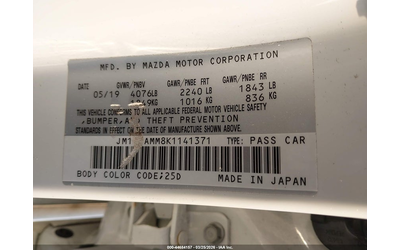 MFD. BY MAZDA MOTOR CORPORATION
DATE GVWR/PNBV GAWR/PNBE FRT GAWR/PNBE RR
05/19 4076LB 2240 LB 1843 LB
KG 1016 KG 836 KG
THIS VEHICLE CONFORMS TO ALL APPLICABLE FEDERAL MOTOR VEHICLE SAFETY
BUMPER, AND THEFT PREVENTION
STANDARDS IN EFFECT ON THE DATE OF MANUFACTURE SHOWN ABOVE.
TYPE: PASS CAR
BODY COLOR CODE;25D MADE IN JAPAN